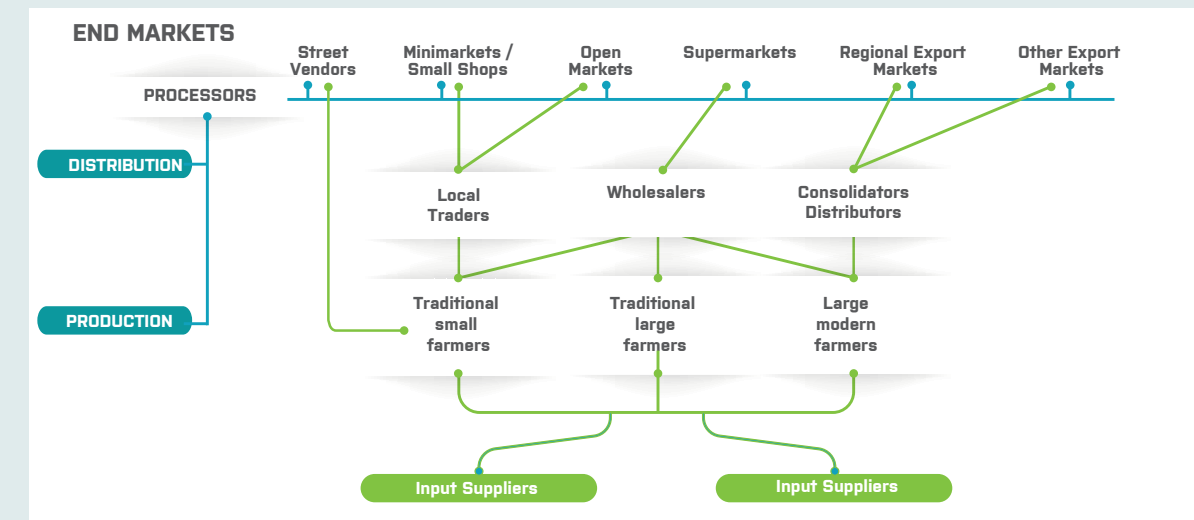 END MARKETS
Street
Vendors
Minimarkets /
Small Shops
Open
Markets
Supermarkets
Regional Export
Markets
Other Export
Markets
PROCESSORS
DISTRIBUTION
Local
Traders
Wholesalers
Consolidators
Distributors
PRODUCTION
Traditional
small
farmers
Traditional
large
farmers
Large
modern
farmers
Input Suppliers
Input Suppliers